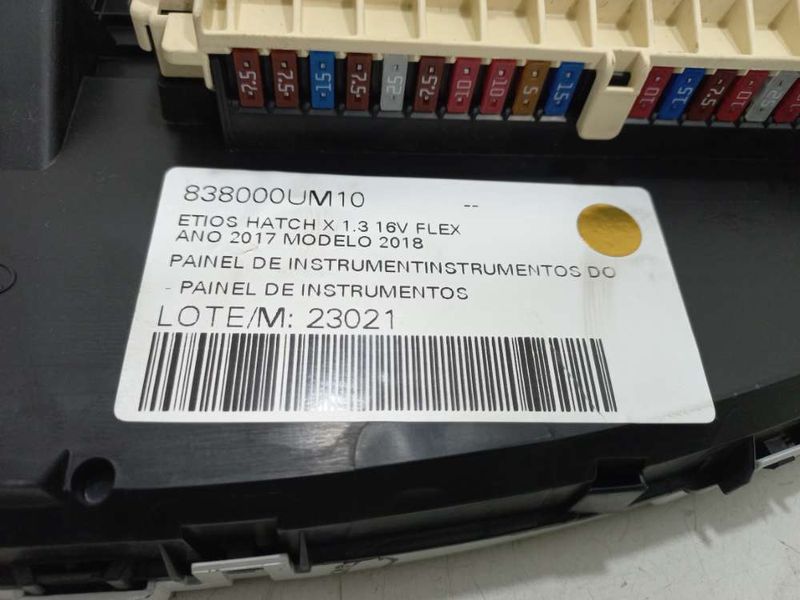 7.5 7.5 15 7.5 25 7.5 10 10 5 15 10 15 7.5 10 25
838000UM10 --
ETIOS HATCH X 1.3 16V FLEX
ANO 2017 MODELO 2018
PAINEL DE INSTRUMENTINSTRUMENTOS DO
- PAINEL DE INSTRUMENTOS
LOTE/M: 23021